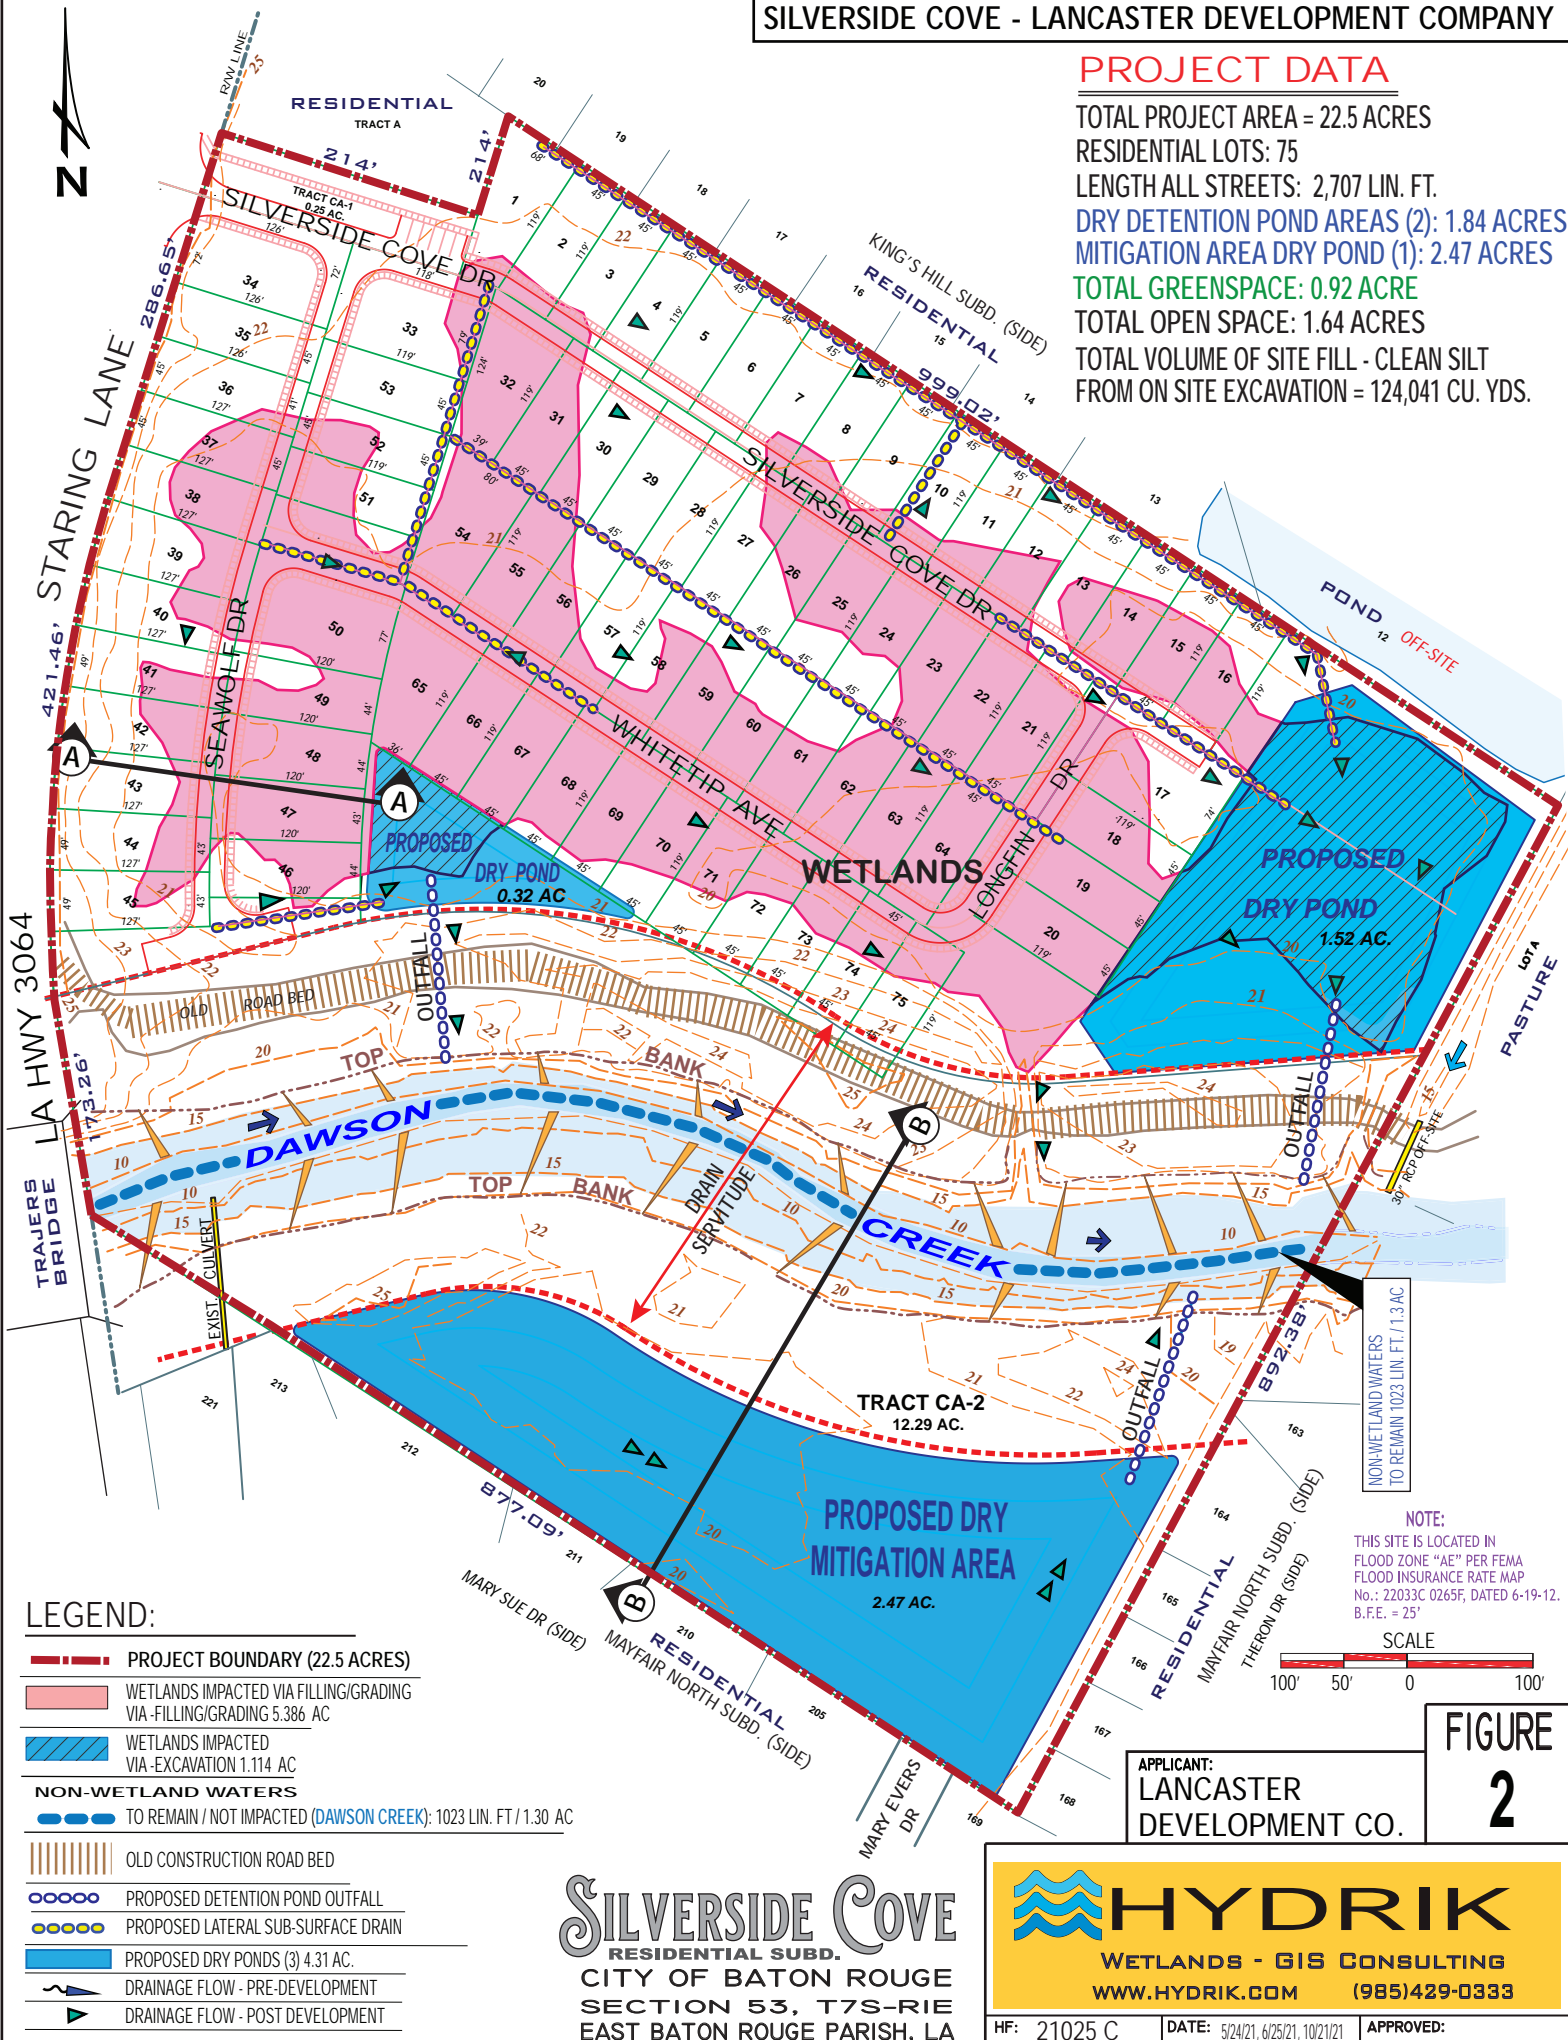 SILVERSIDE COVE - LANCASTER DEVELOPMENT COMPANY
PROJECT DATA
TOTAL PROJECT AREA = 22.5 ACRES
RESIDENTIAL LOTS: 75
LENGTH ALL STREETS: 2,707 LIN. FT.
DRY DETENTION POND AREAS (2): 1.84 ACRES
MITIGATION AREA DRY POND (1): 2.47 ACRES
TOTAL GREENSPACE: 0.92 ACRE
TOTAL OPEN SPACE: 1.64 ACRES
TOTAL VOLUME OF SITE FILL - CLEAN SILT
FROM ON SITE EXCAVATION = 124,041 CU. YDS.
N
R/W LINE
RESIDENTIAL
TRACT A
214'
214'
TRACT CA-1
0.25 AC.
SILVERSIDE COVE DR
286.65'
STARING LANE
421.46'
LA HWY 3064
173.26'
KING'S HILL SUBD. (SIDE)
RESIDENTIAL
999.02'
SILVERSIDE COVE DR
POND
OFF-SITE
SEAWOLF DR
WHITETIP AVE
LONGFIN DR
WETLANDS
A
A
PROPOSED
DRY POND
0.32 AC
PROPOSED
DRY POND
1.52 AC.
LOT A
PASTURE
OLD ROAD BED
OUTFALL
OUTFALL
TOP BANK
DAWSON CREEK
TOP BANK
DRAIN
SERVITUDE
B
30" RCP OFF-SITE
TRAJERS
BRIDGE
EXIST. CULVERT
892.38'
NON-WETLAND WATERS
TO REMAIN 1023 LIN. FT. / 1.3 AC
OUTFALL
TRACT CA-2
12.29 AC.
877.09'
PROPOSED DRY
MITIGATION AREA
2.47 AC.
B
MARY SUE DR (SIDE)
RESIDENTIAL
MAYFAIR NORTH SUBD. (SIDE)
MARY EVERS
DR
RESIDENTIAL
MAYFAIR NORTH SUBD. (SIDE)
THERON DR (SIDE)
NOTE:
THIS SITE IS LOCATED IN
FLOOD ZONE “AE” PER FEMA
FLOOD INSURANCE RATE MAP
No.: 22033C 0265F, DATED 6-19-12.
B.F.E. = 25'
SCALE
100' 50' 0 100'
LEGEND:
PROJECT BOUNDARY (22.5 ACRES)
WETLANDS IMPACTED VIA FILLING/GRADING
VIA -FILLING/GRADING 5.386 AC
WETLANDS IMPACTED
VIA -EXCAVATION 1.114 AC
NON-WETLAND WATERS
TO REMAIN / NOT IMPACTED (DAWSON CREEK): 1023 LIN. FT / 1.30 AC
OLD CONSTRUCTION ROAD BED
PROPOSED DETENTION POND OUTFALL
PROPOSED LATERAL SUB-SURFACE DRAIN
PROPOSED DRY PONDS (3) 4.31 AC.
DRAINAGE FLOW - PRE-DEVELOPMENT
DRAINAGE FLOW - POST DEVELOPMENT
SILVERSIDE COVE
RESIDENTIAL SUBD.
CITY OF BATON ROUGE
SECTION 53, T7S-R1E
EAST BATON ROUGE PARISH, LA
APPLICANT:
LANCASTER
DEVELOPMENT CO.
FIGURE
2
HYDRIK
WETLANDS - GIS CONSULTING
WWW.HYDRIK.COM (985)429-0333
HF: 21025 C
DATE: 5/24/21, 6/25/21, 10/21/21
APPROVED: